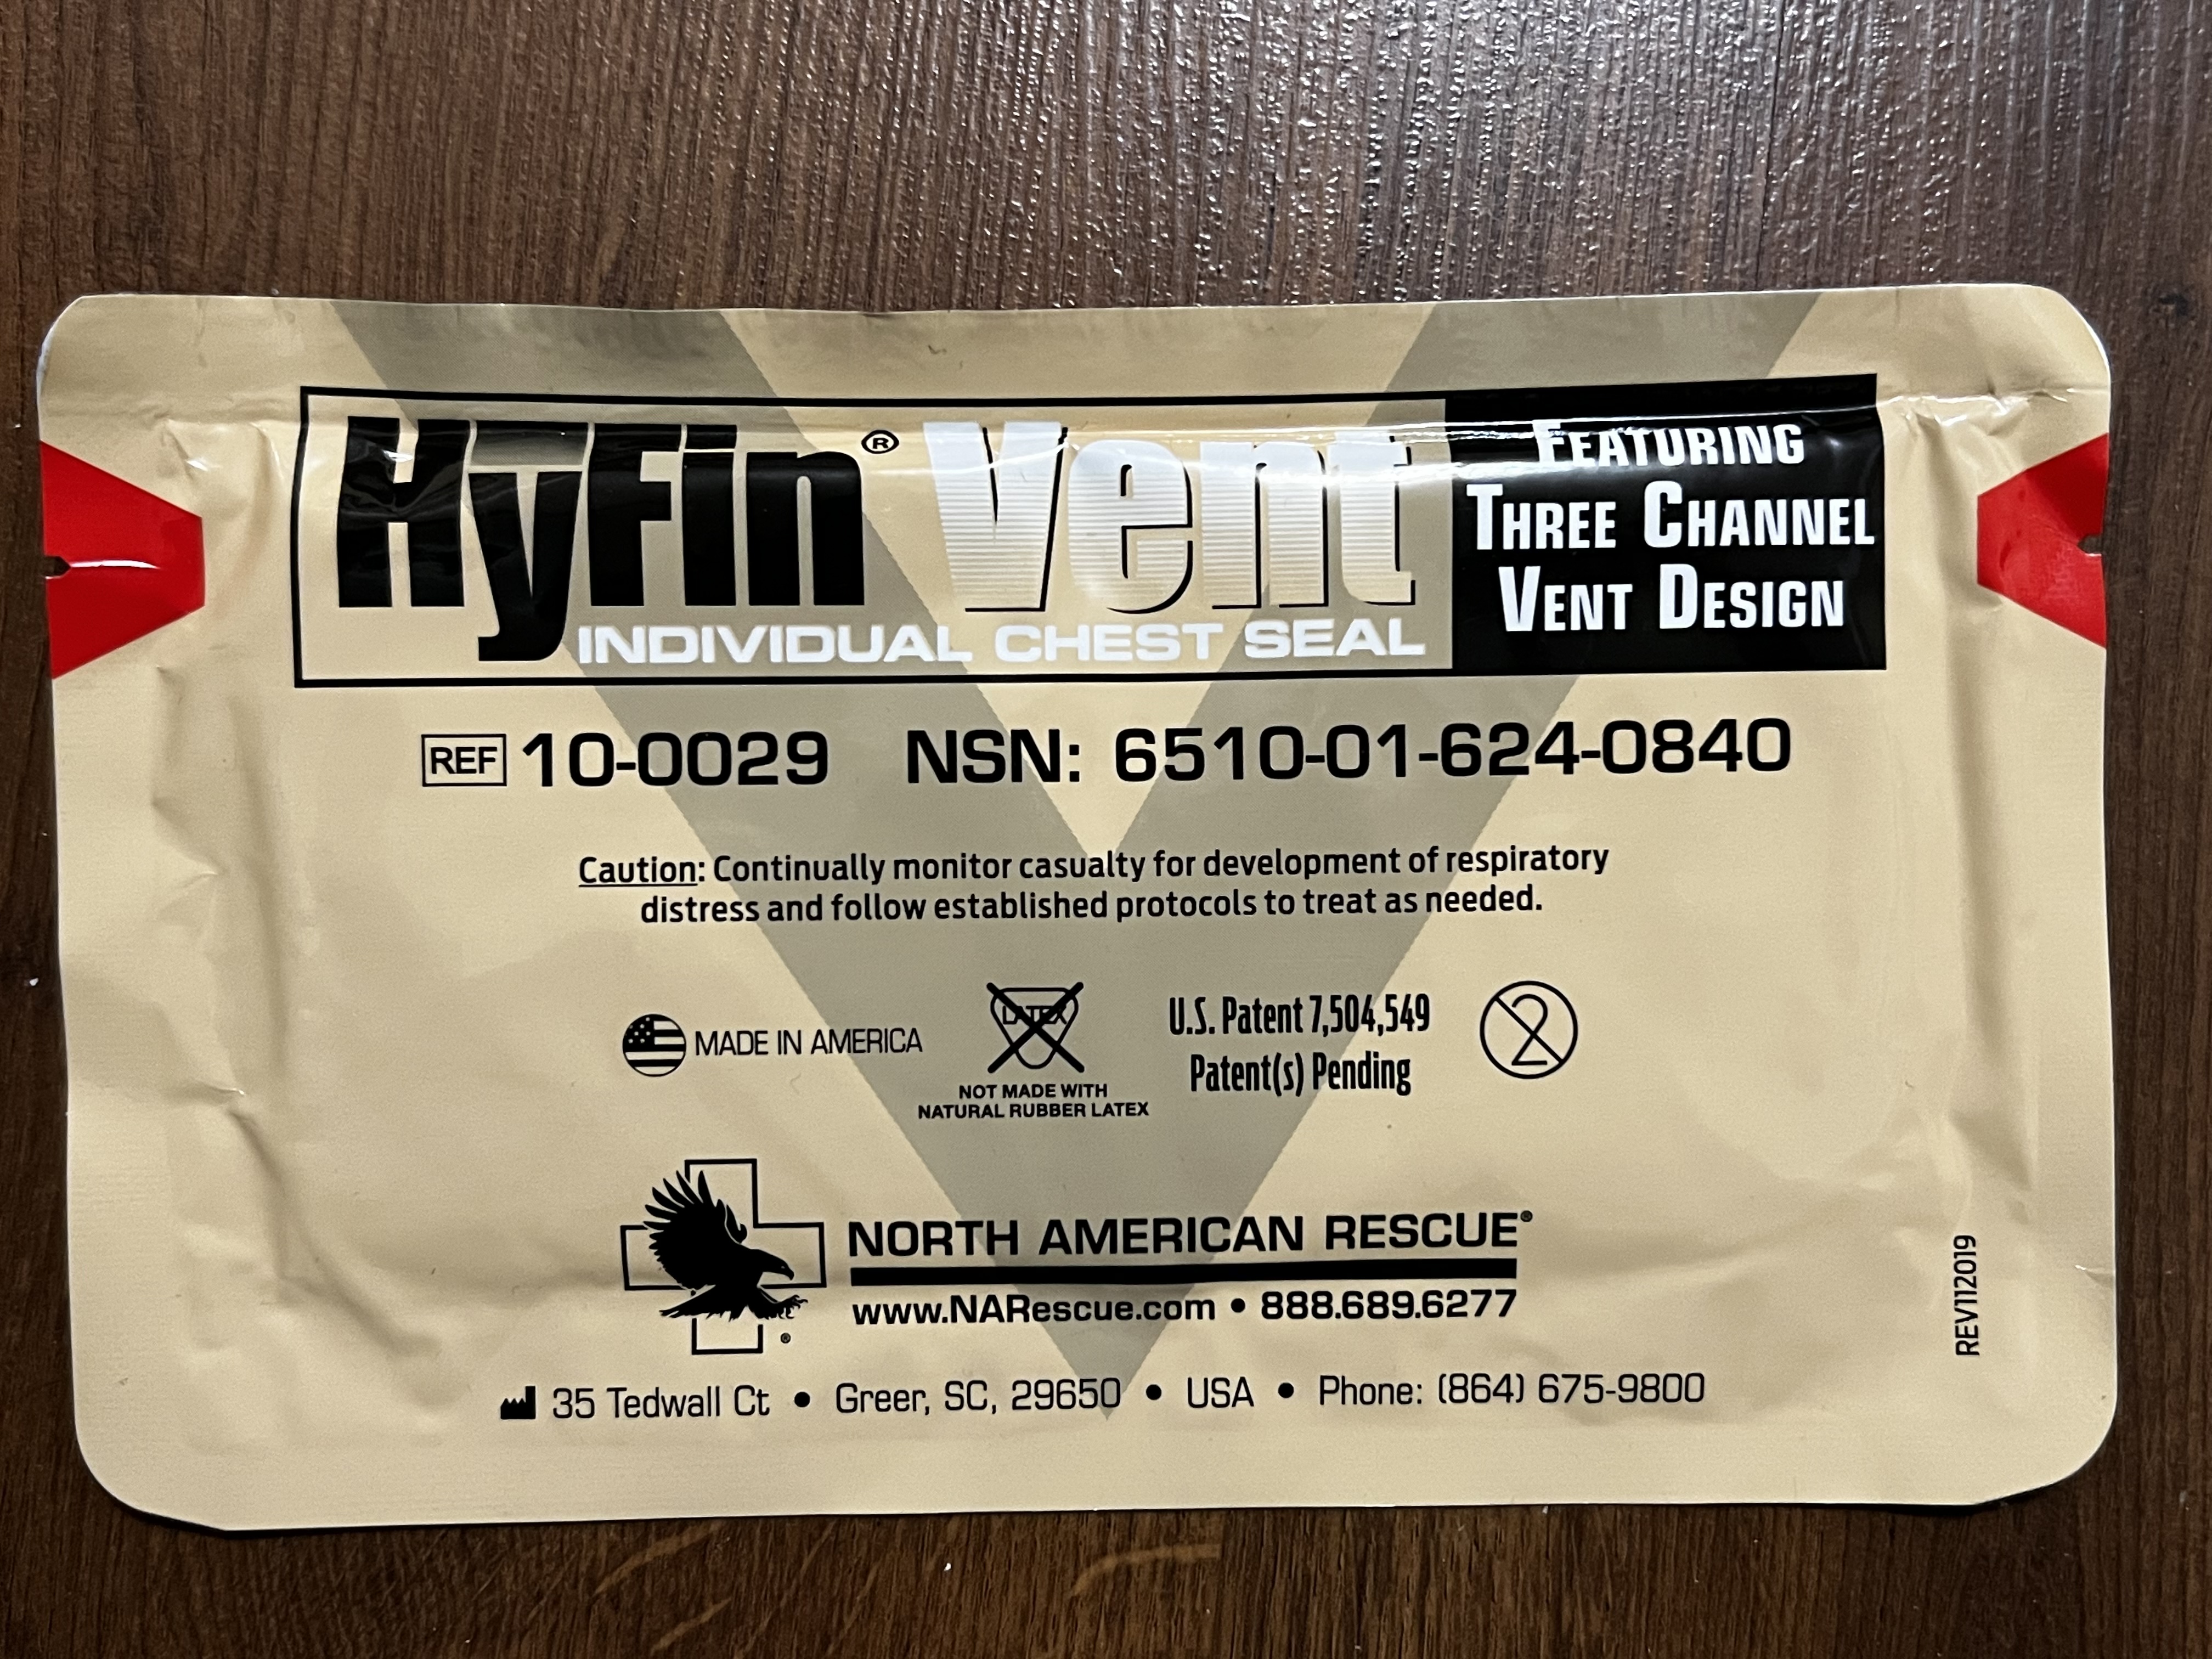 HyFin® Vent
INDIVIDUAL CHEST SEAL
FEATURING
THREE CHANNEL
VENT DESIGN
REF 10-0029 NSN: 6510-01-624-0840
Caution: Continually monitor casualty for development of respiratory
distress and follow established protocols to treat as needed.
MADE IN AMERICA
LATEX
NOT MADE WITH
NATURAL RUBBER LATEX
U.S. Patent 7,504,549
Patent(s) Pending
2
NORTH AMERICAN RESCUE®
www.NARescue.com • 888.689.6277
®
35 Tedwall Ct • Greer, SC, 29650 • USA • Phone: (864) 675-9800
REV112019